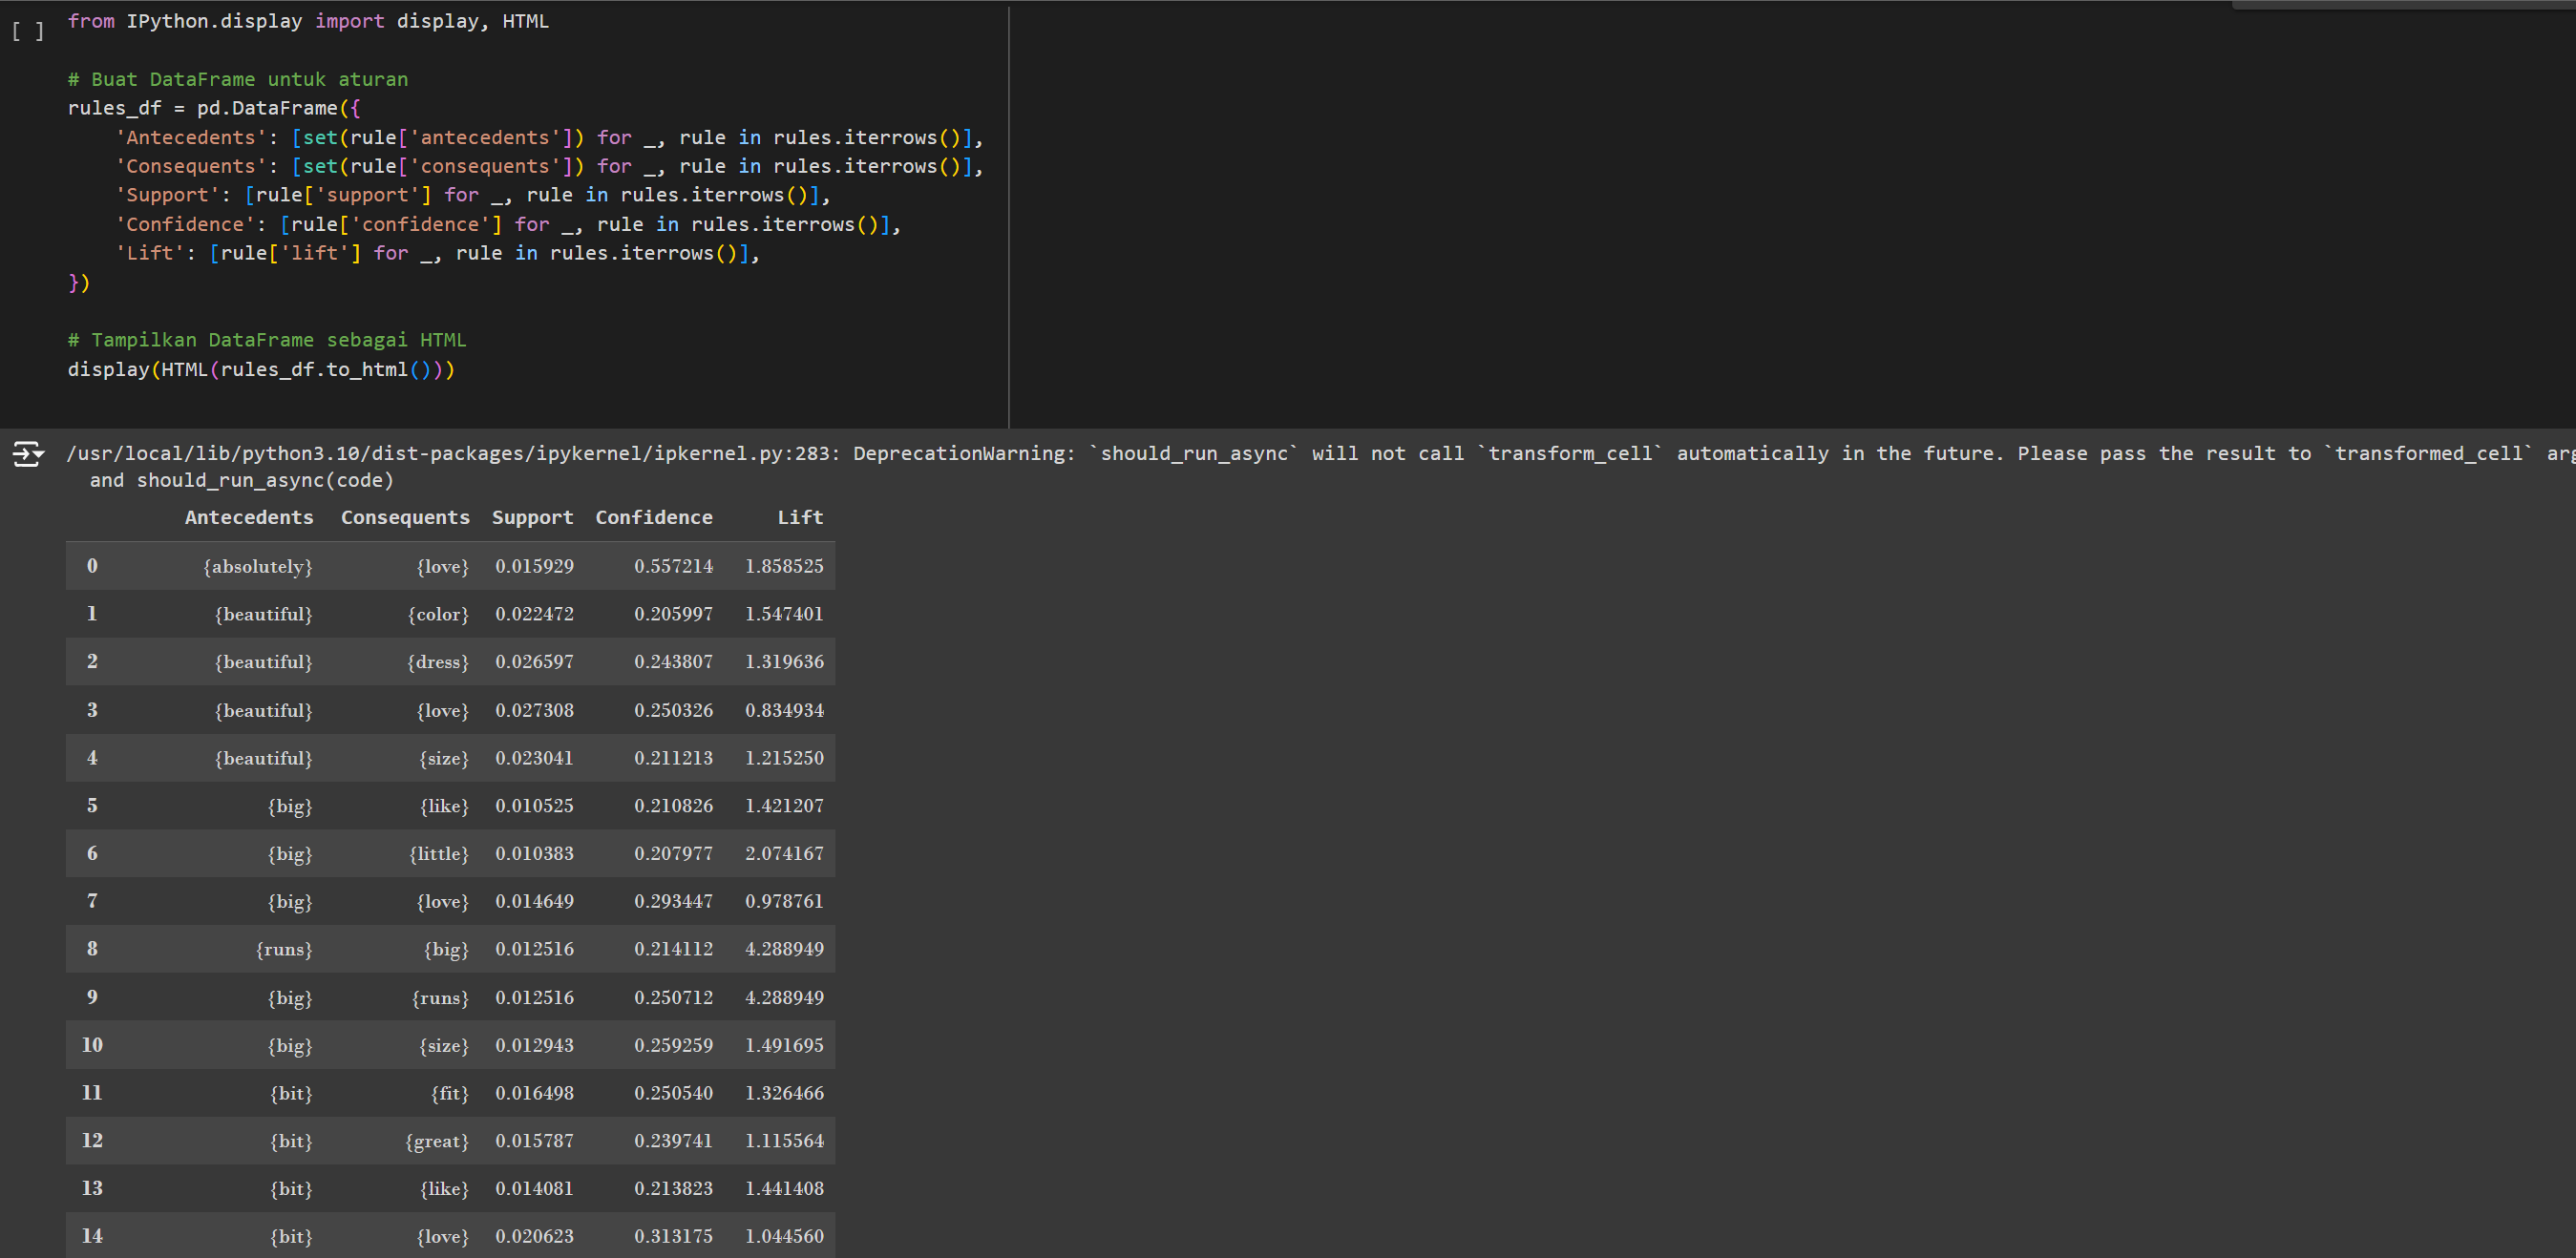 [ ] from IPython.display import display, HTML
# Buat DataFrame untuk aturan
rules_df = pd.DataFrame({
'Antecedents': [set(rule['antecedents']) for _, rule in rules.iterrows()],
'Consequents': [set(rule['consequents']) for _, rule in rules.iterrows()],
'Support': [rule['support'] for _, rule in rules.iterrows()],
'Confidence': [rule['confidence'] for _, rule in rules.iterrows()],
'Lift': [rule['lift'] for _, rule in rules.iterrows()],
})
# Tampilkan DataFrame sebagai HTML
display(HTML(rules_df.to_html()))
/usr/local/lib/python3.10/dist-packages/ipykernel/ipkernel.py:283: DeprecationWarning: `should_run_async` will not call `transform_cell` automatically in the future. Please pass the result to `transformed_cell`
and should_run_async(code)
Antecedents Consequents Support Confidence Lift
0 {absolutely} {love} 0.015929 0.557214 1.858525
1 {beautiful} {color} 0.022472 0.205997 1.547401
2 {beautiful} {dress} 0.026597 0.243807 1.319636
3 {beautiful} {love} 0.027308 0.250326 0.834934
4 {beautiful} {size} 0.023041 0.211213 1.215250
5 {big} {like} 0.010525 0.210826 1.421207
6 {big} {little} 0.010383 0.207977 2.074167
7 {big} {love} 0.014649 0.293447 0.978761
8 {runs} {big} 0.012516 0.214112 4.288949
9 {big} {runs} 0.012516 0.250712 4.288949
10 {big} {size} 0.012943 0.259259 1.491695
11 {bit} {fit} 0.016498 0.250540 1.326466
12 {bit} {great} 0.015787 0.239741 1.115564
13 {bit} {like} 0.014081 0.213823 1.441408
14 {bit} {love} 0.020623 0.313175 1.044560